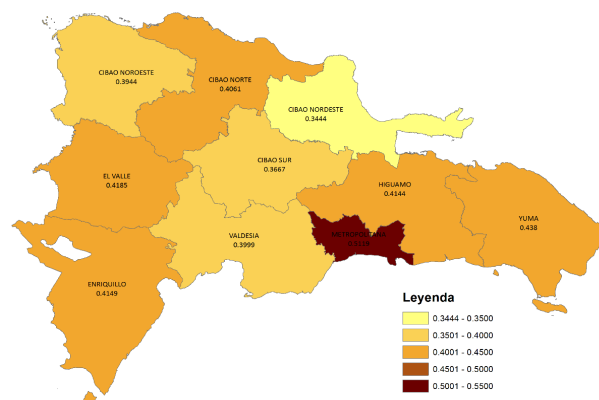 CIBAO NOROESTE
0.3944
CIBAO NORTE
0.4061
CIBAO NORDESTE
0.3444
CIBAO SUR
0.3667
EL VALLE
0.4185
HIGUAMO
0.4144
YUMA
0.438
VALDESIA
0.3999
METROPOLITANA
ENRIQUILLO
0.4149
Leyenda
0.3444 - 0.3500
0.3501 - 0.4000
0.4001 - 0.4500
0.4501 - 0.5000
0.5001 - 0.5500